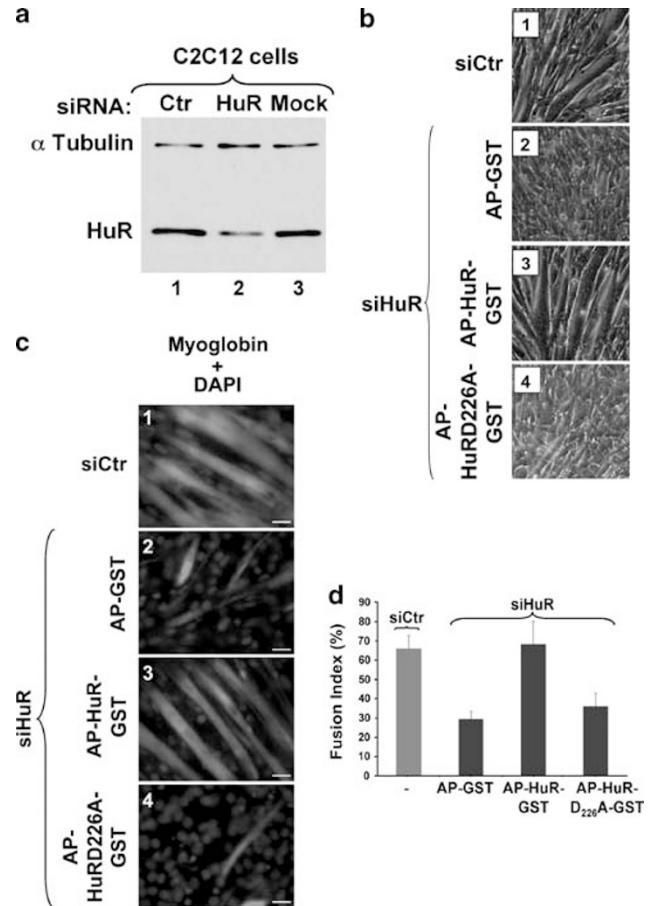 a
C2C12 cells
siRNA: Ctr HuR Mock
α Tubulin
HuR
1 2 3
b
siCtr
1
siHuR
AP-GST
2
AP-HuR-
GST
3
AP-
HuRD226A-
GST
4
c
Myoglobin
+
DAPI
siCtr
1
siHuR
AP-GST
2
AP-HuR-
GST
3
AP-
HuRD226A-
GST
4
d
siCtr
siHuR
Fusion Index (%)
90
80
70
60
50
40
30
20
10
0
- AP-GST AP-HuR- AP-HuR-
GST D226A-GST